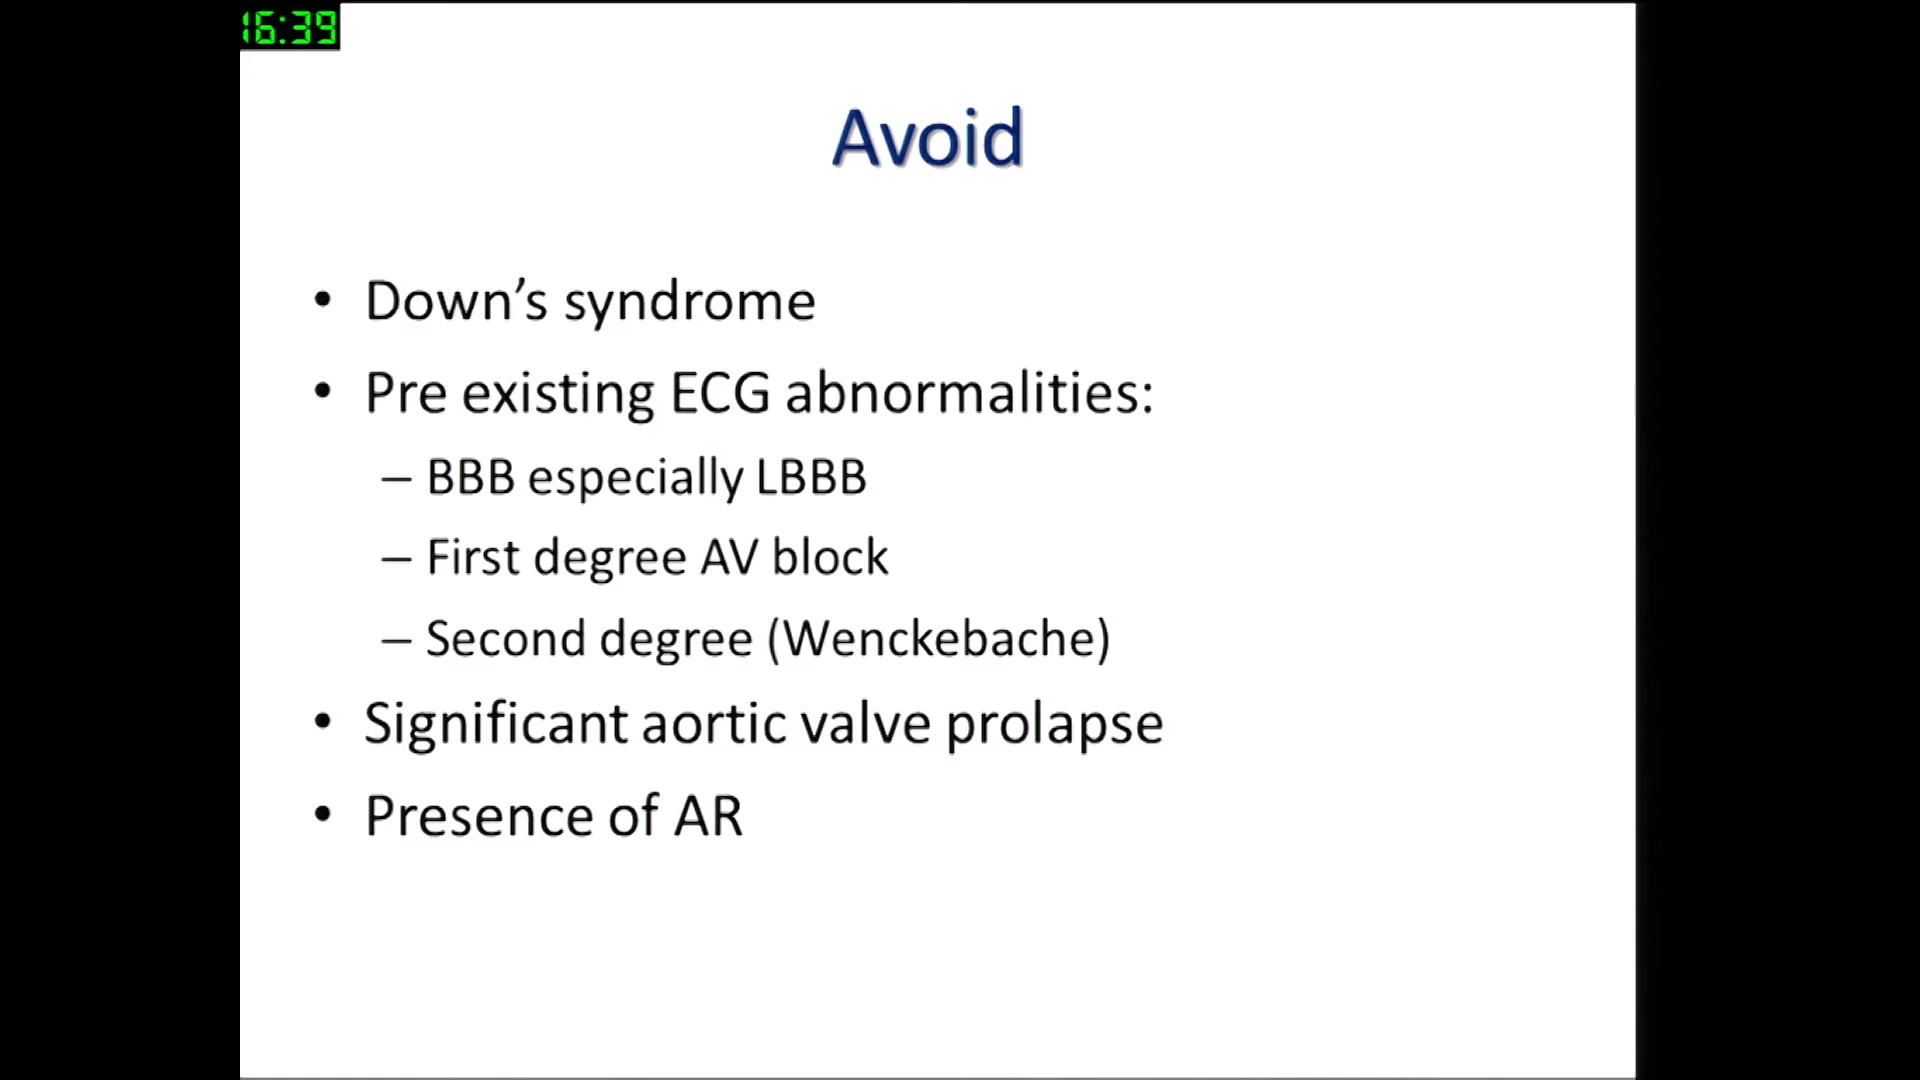 16:39
Avoid
• Down’s syndrome
• Pre existing ECG abnormalities:
– BBB especially LBBB
– First degree AV block
– Second degree (Wenckebache)
• Significant aortic valve prolapse
• Presence of AR